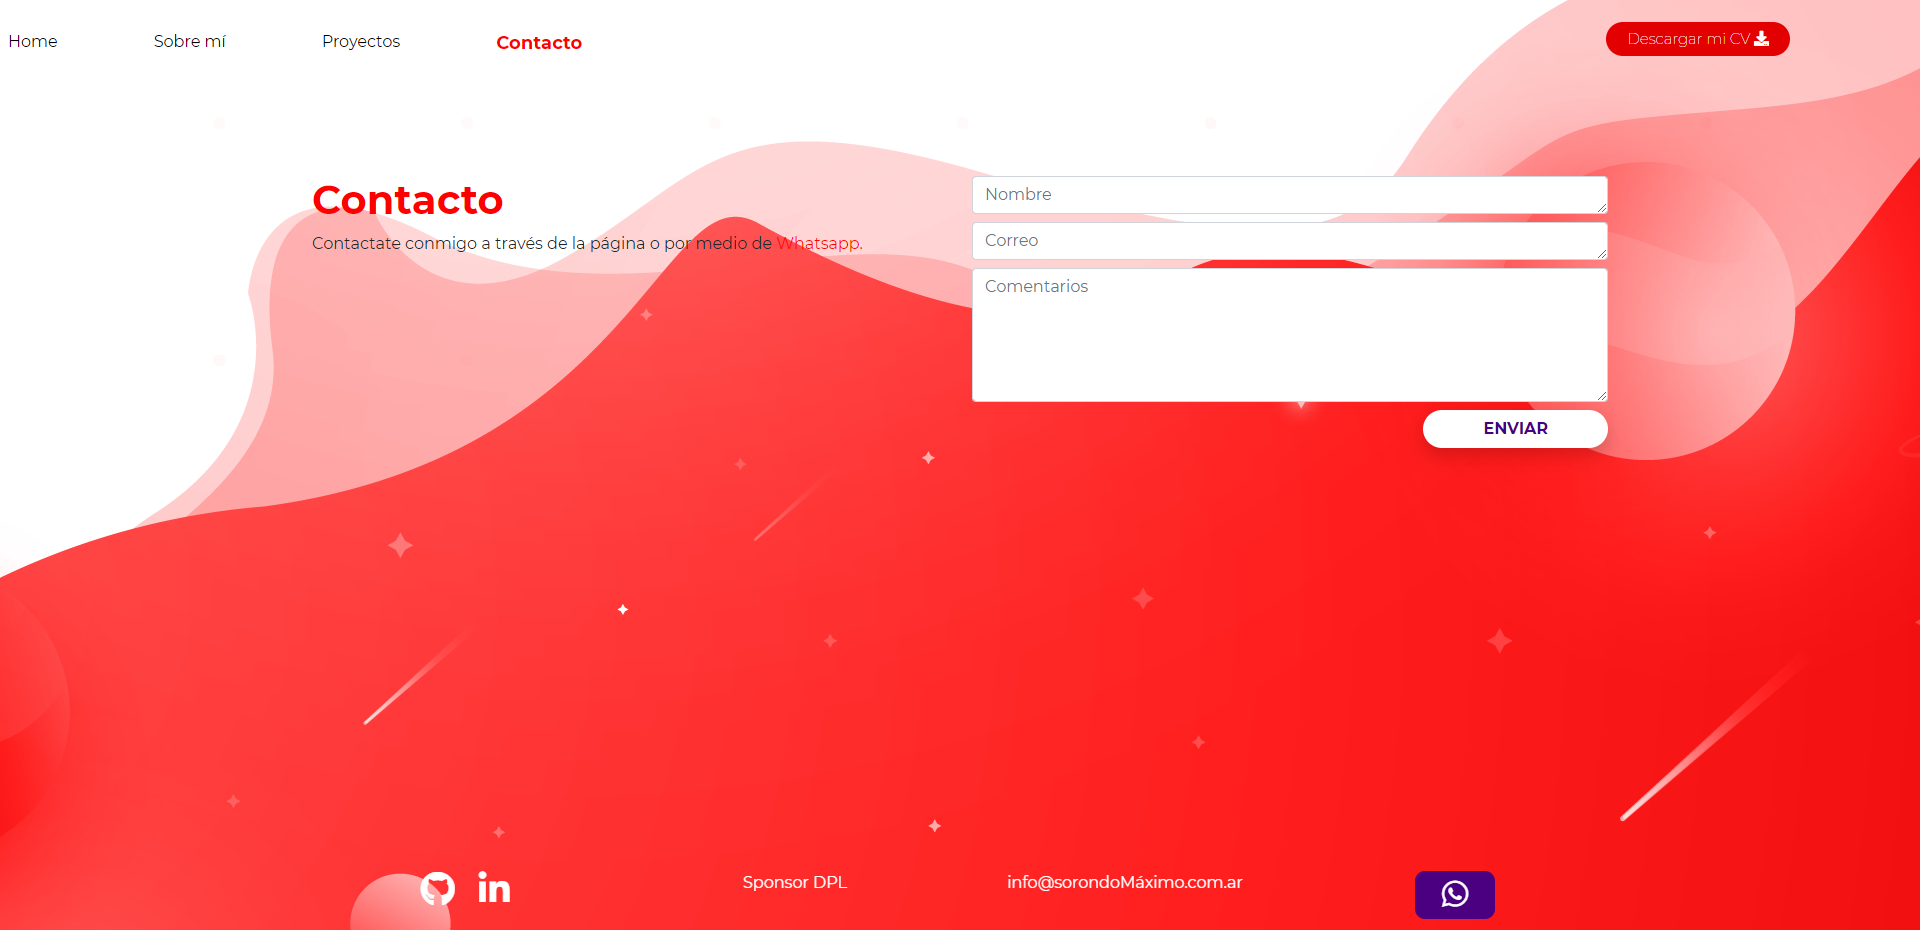 Home
Sobre mí
Proyectos
Contacto
Descargar mi CV
Contacto
Contactate conmigo a través de la página o por medio de Whatsapp.
Nombre
Correo
Comentarios
ENVIAR
in
Sponsor DPL
info@sorondoMáximo.com.ar